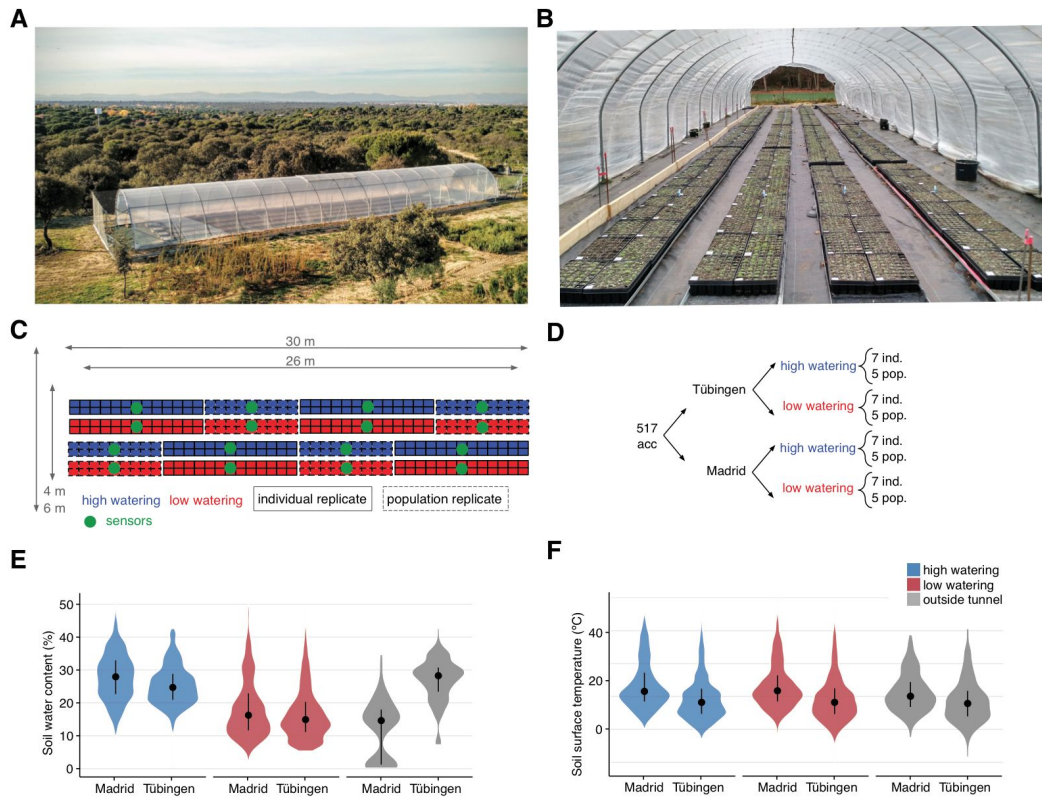 A
B
C
30 m
26 m
4 m
6 m
high watering low watering individual replicate population replicate
sensors
D
517
acc
Tübingen
high watering 7 ind.
5 pop.
low watering 7 ind.
5 pop.
Madrid
high watering 7 ind.
5 pop.
low watering 7 ind.
5 pop.
E
Soil water content (%)
50
40
30
20
10
0
Madrid Tübingen Madrid Tübingen Madrid Tübingen
F
high watering
low watering
outside tunnel
Soil surface temperature (°C)
40
20
0
Madrid Tübingen Madrid Tübingen Madrid Tübingen